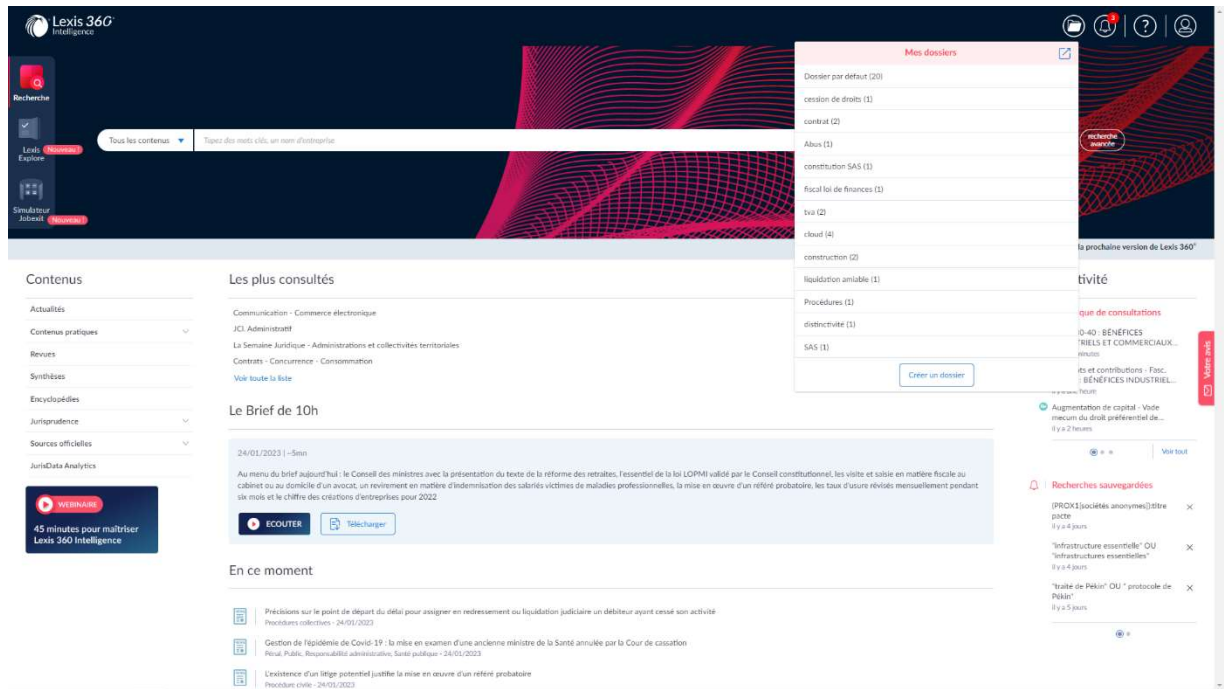 Lexis 360
Intelligence
3
?
Recherche
Lexis
Explore
Nouveau !
Simulateur
Jobexit
Nouveau !
Tous les contenus
Tapez des mots clés, un nom d'entreprise
recherche
avancée
Mes dossiers
Dossier par défaut (20)
cession de droits (1)
contrat (2)
Abus (1)
constitution SAS (1)
fiscal loi de finances (1)
tva (2)
cloud (4)
construction (2)
liquidation amiable (1)
Procédures (1)
distinctivité (1)
SAS (1)
Créer un dossier
la prochaine version de Lexis 360°
Contenus
Actualités
Contenus pratiques
Revues
Synthèses
Encyclopédies
Jurisprudence
Sources officielles
JurisData Analytics
WEBINAIRE
45 minutes pour maîtriser
Lexis 360 Intelligence
Les plus consultés
Communication - Commerce électronique
JCl. Administratif
La Semaine Juridique - Administrations et collectivités territoriales
Contrats - Concurrence - Consommation
Voir toute la liste
Le Brief de 10h
24/01/2023 | ~5mn
Au menu du brief aujourd'hui : le Conseil des ministres avec la présentation du texte de la réforme des retraites, l'essentiel de la loi LOPMI validé par le Conseil constitutionnel, les visite et saisie en matière fiscale au
cabinet ou au domicile d'un avocat, un revirement en matière d'indemnisation des salariés victimes de maladies professionnelles, la mise en œuvre d'un référé probatoire, les taux d'usure révisés mensuellement pendant
six mois et le chiffre des créations d'entreprises pour 2022
ECOUTER
Télécharger
En ce moment
Précisions sur le point de départ du délai pour assigner en redressement ou liquidation judiciaire un débiteur ayant cessé son activité
Procédures collectives - 24/01/2023
Gestion de l'épidémie de Covid-19 : la mise en examen d'une ancienne ministre de la Santé annulée par la Cour de cassation
Pénal, Public, Responsabilité administrative, Santé publique - 24/01/2023
L'existence d'un litige potentiel justifie la mise en œuvre d'un référé probatoire
Procédure civile - 24/01/2023
tivité
que de consultations
0-40 : BÉNÉFICES
RIELS ET COMMERCIAUX...
minutes
ts et contributions - Fasc.
: BÉNÉFICES INDUSTRIEL...
heure
Augmentation de capital - Vade
mecum du droit préférentiel de...
il y a 2 heures
Voir tout
Recherches sauvegardées
(PROX1|sociétés anonymes|):titre
pacte
il y a 4 jours
"Infrastructure essentielle" OU
"infrastructures essentielles"
il y a 4 jours
"traité de Pékin" OU " protocole de
Pékin"
il y a 5 jours
Votre avis